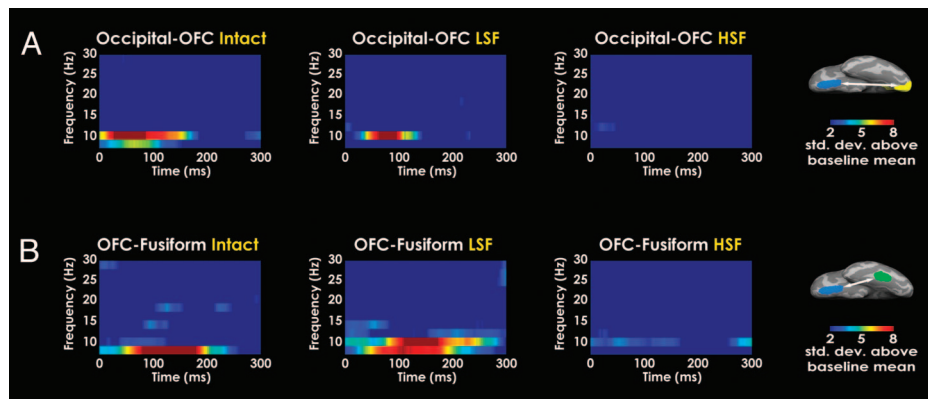 A
Occipital-OFC Intact
Occipital-OFC LSF
Occipital-OFC HSF
Frequency (Hz)
30
25
20
15
10
0 100 200 300
Time (ms)
Frequency (Hz)
30
25
20
15
10
0 100 200 300
Time (ms)
Frequency (Hz)
30
25
20
15
10
0 100 200 300
Time (ms)
2 5 8
std. dev. above
baseline mean
B
OFC-Fusiform Intact
OFC-Fusiform LSF
OFC-Fusiform HSF
Frequency (Hz)
30
25
20
15
10
0 100 200 300
Time (ms)
Frequency (Hz)
30
25
20
15
10
0 100 200 300
Time (ms)
Frequency (Hz)
30
25
20
15
10
0 100 200 300
Time (ms)
2 5 8
std. dev. above
baseline mean